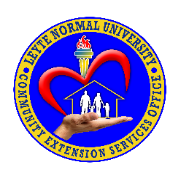 LEYTE NORMAL UNIVERSITY
COMMUNITY EXTENSION SERVICES OFFICE